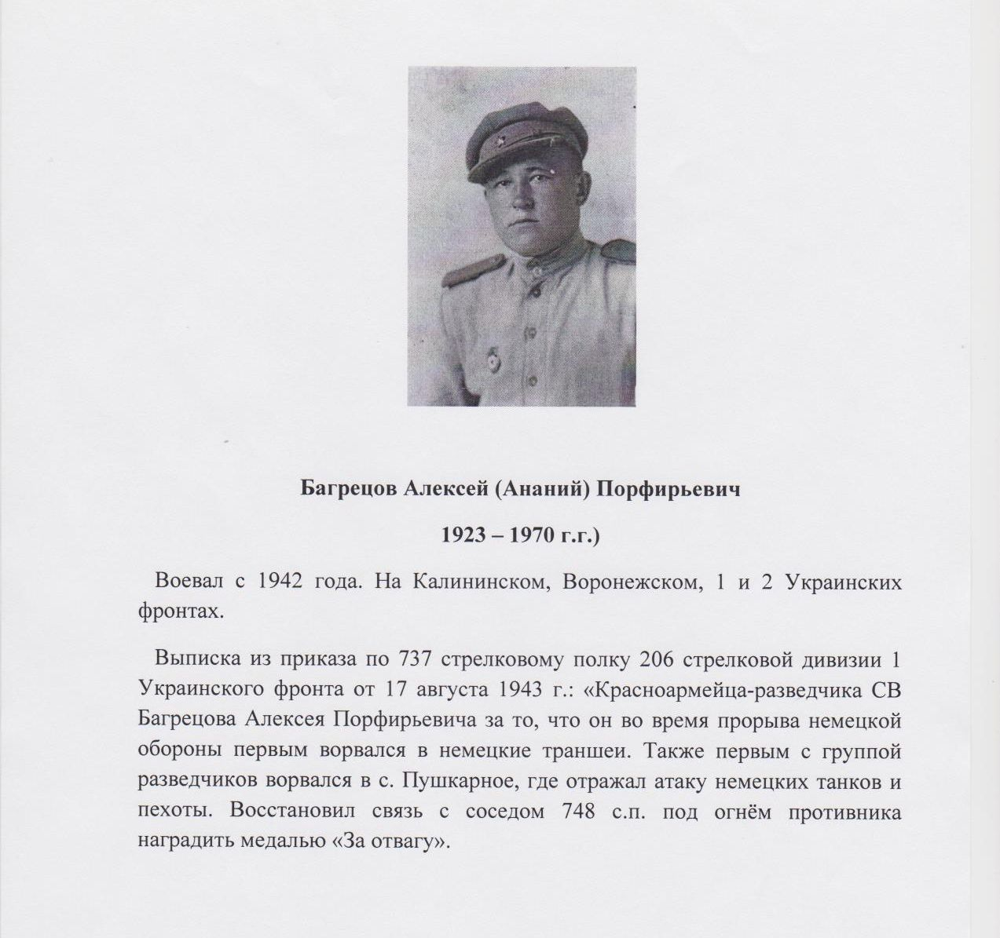 Багрецов Алексей (Ананий) Порфирьевич
1923 – 1970 г.г.)
Воевал с 1942 года. На Калининском, Воронежском, 1 и 2 Украинских
фронтах.
Выписка из приказа по 737 стрелковому полку 206 стрелковой дивизии 1
Украинского фронта от 17 августа 1943 г.: «Красноармейца-разведчика СВ
Багрецова Алексея Порфирьевича за то, что он во время прорыва немецкой
обороны первым ворвался в немецкие траншеи. Также первым с группой
разведчиков ворвался в с. Пушкарное, где отражал атаку немецких танков и
пехоты. Восстановил связь с соседом 748 с.п. под огнём противника
наградить медалью «За отвагу».